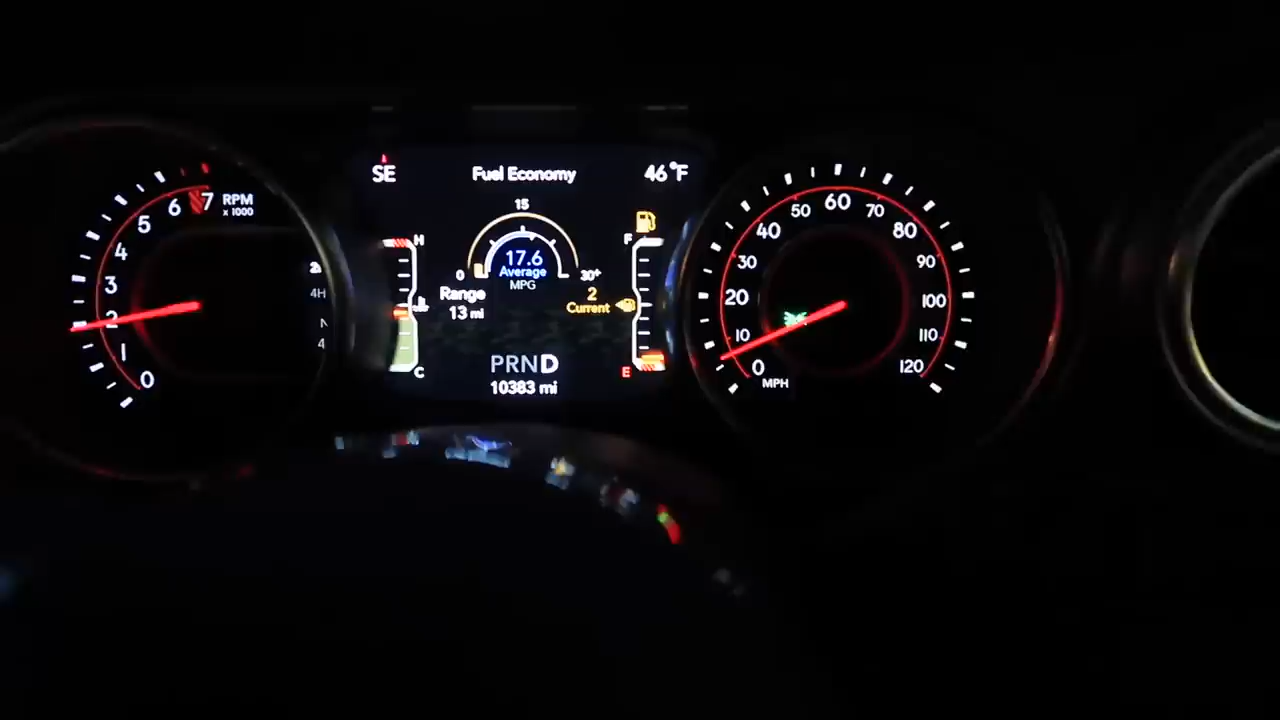 SE
Fuel Economy
46°F
7
RPM
x 1000
6
5
4
3
2
1
0
4H
N
4
H
C
15
0
30+
17.6
Average
MPG
Range
13 mi
2
Current
F
E
PRND
10383 mi
0
10
20
30
40
50
60
70
80
90
100
110
120
MPH